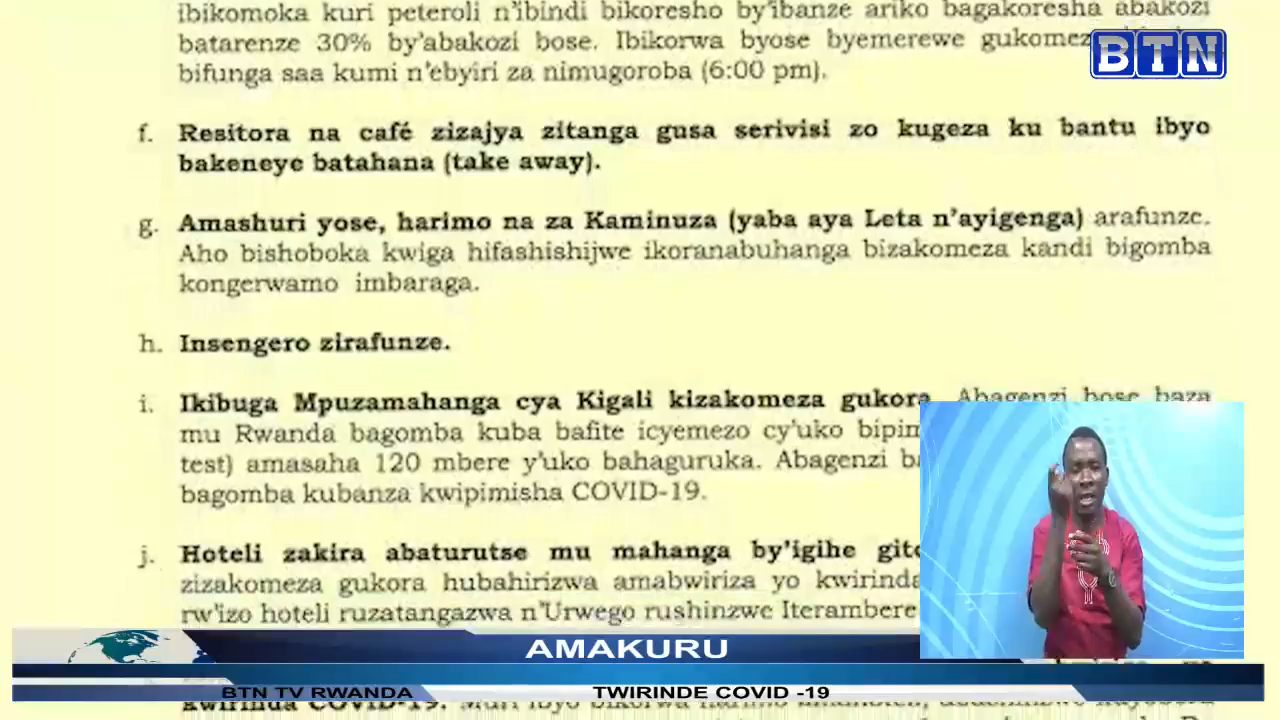 ibikomoka kuri peteroli n'ibindi bikoresho by'ibanze ariko bagakoresha abakozi
batarenze 30% by'abakozi bose. Ibikorwa byose byemerewe
bifunga saa kumi n'ebyiri za nimugoroba (6:00 pm).
BTN
f. Resitora na café zizajya zitanga gusa serivisi zo kugeza ku bantu ibyo
bakeneye batahana (take away).
g. Amashuri yose, harimo na za Kaminuza (yaba aya Leta n'ayigenga) arafunze.
Aho bishoboka kwiga hifashishijwe ikoranabuhanga bizakomeza kandi bigomba
kongerwamo imbaraga.
h. Insengero zirafunze.
i. Ikibuga Mpuzamahanga cya Kigali kizakomeza gukora. Abagenzi bose baza
mu Rwanda bagomba kuba bafite icyemezo cy'uko
test) amasaha 120 mbere y'uko bahaguruka. Abagenzi
bagomba kubanza kwipimisha COVID-19.
j. Hoteli zakira abaturutse mu mahanga by'igihe
zizakomeza gukora hubahirizwa amabwiriza yo
rw'izo hoteli ruzatangazwa n'Urwego rushinzwe Iterambere
kwirinda COVID-19.
AMAKURU
BTN TV RWANDA TWIRINDE COVID -19